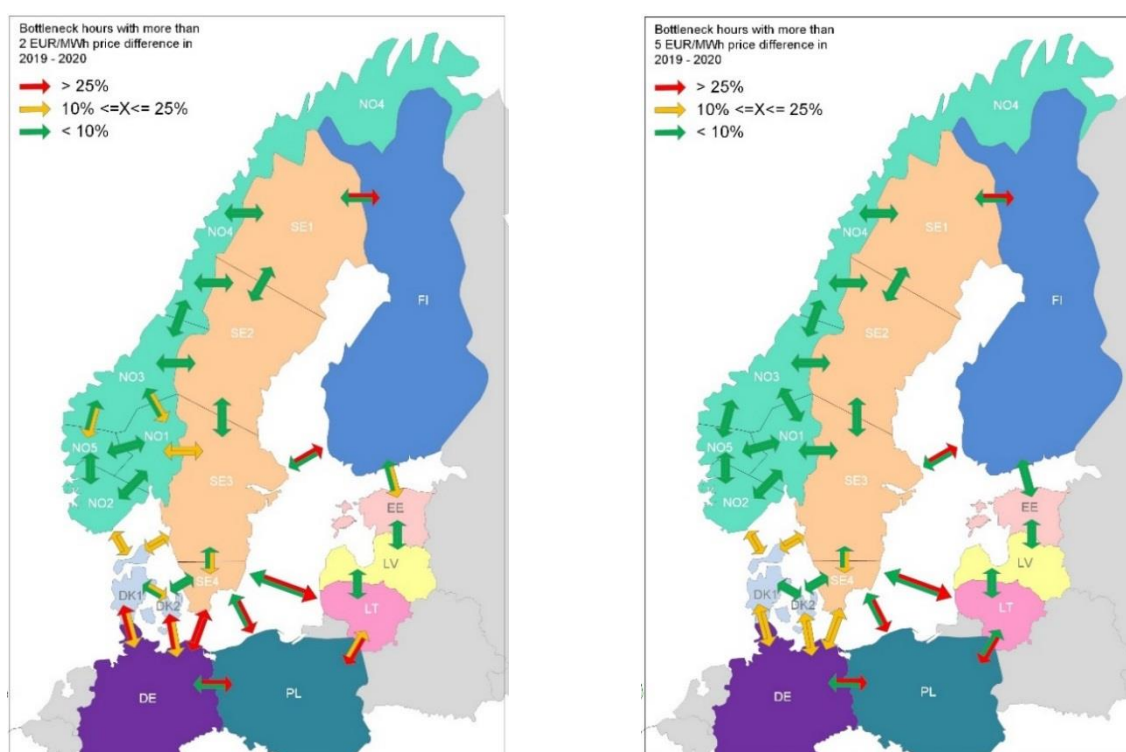 Bottleneck hours with more than
2 EUR/MWh price difference in
2019 - 2020
> 25%
10% <=X<= 25%
< 10%
NO4
NO4
SE1
FI
SE2
NO3
NO5
NO1
NO2
SE3
EE
LV
SE4
DK1
DK2
LT
DE
PL
Bottleneck hours with more than
5 EUR/MWh price difference in
2019 - 2020
> 25%
10% <=X<= 25%
< 10%
NO4
NO4
SE1
FI
SE2
NO3
NO5
NO1
NO2
SE3
EE
LV
SE4
DK1
DK2
LT
DE
PL